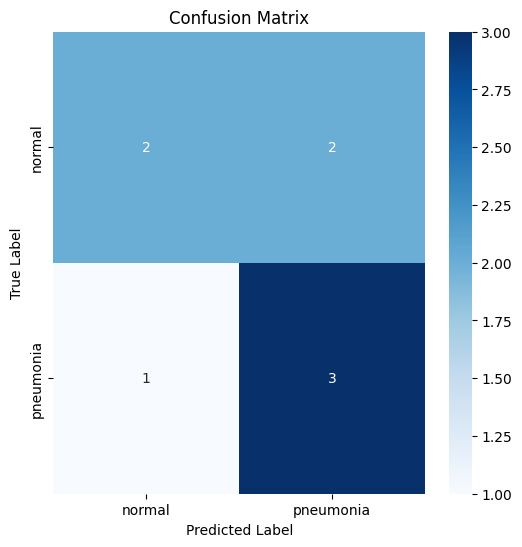 Confusion Matrix
True Label
normal
pneumonia
2 2
1 3
normal pneumonia
Predicted Label
3.00
2.75
2.50
2.25
2.00
1.75
1.50
1.25
1.00